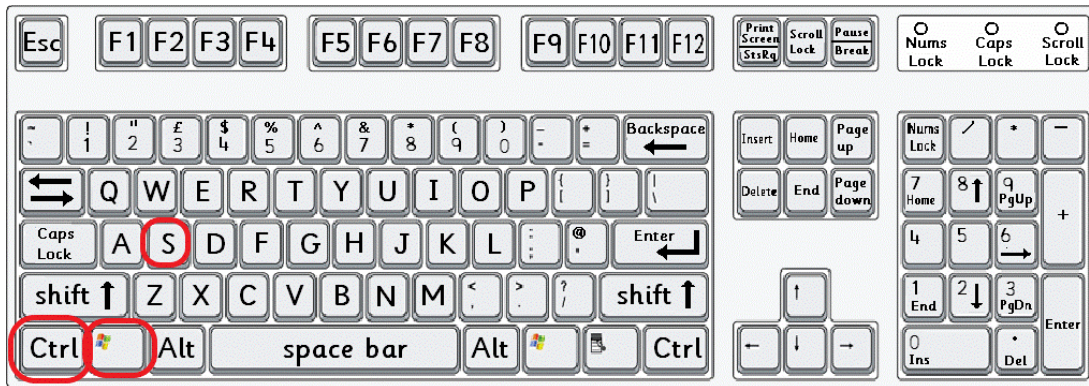 Esc F1 F2 F3 F4 F5 F6 F7 F8 F9 F10 F11 F12 Print Screen StsRq Scroll Lock Pause Break Nums Lock Caps Lock Scroll Lock
~ ` ! 1 " 2 £ 3 $ 4 % 5 ^ 6 & 7 * 8 ( 9 ) 0 - - + = Backspace ← Insert Home Page up Nums Lock / * −
Q W E R T Y U I O P { [ } ] | \ Delete End Page down 7 Home 8 ↑ 9 PgUp +
Caps Lock A S D F G H J K L : ; @ ' Enter 4 5 6 →
shift ↑ Z X C V B N M < , > . ? / shift ↑ ↑ 1 End 2 ↓ 3 PgDn Enter
Ctrl Alt space bar Alt Ctrl ← ↓ → 0 Ins . Del